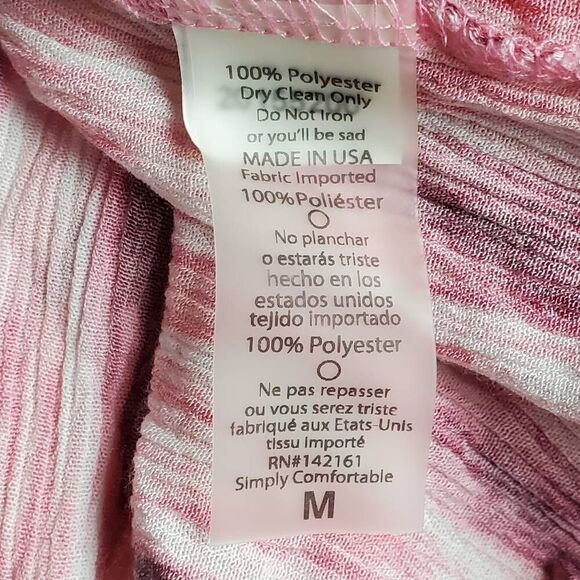 100% Polyester
Dry Clean Only
Do Not Iron
or you'll be sad
MADE IN USA
Fabric Imported
100%Poliéster
No planchar
o estarás triste
hecho en los
estados unidos
tejido importado
100% Polyester
Ne pas repasser
ou vous serez triste
fabriqué aux Etats-Unis
tissu importé
RN#142161
Simply Comfortable
M